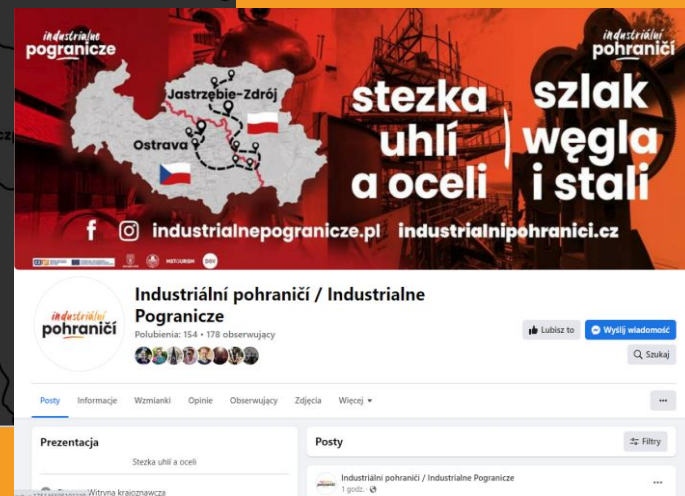 industrialne
pogranicze
industriální
pohraničí
Jastrzębie-Zdrój
Ostrava
stezka
uhlí
a oceli
szlak
węgla
i stali
industrialnepogranicze.pl industrialnipohranici.cz
MSTOURISM
DOV
industriální
pohraničí
Industriální pohraničí / Industrialne
Pogranicze
Polubienia: 154 • 178 obserwujący
Lubisz to
Wyślij wiadomość
Szukaj
Posty Informacje Wzmianki Opinie Obserwujący Zdjęcia Więcej
Prezentacja
Stezka uhlí a oceli
Witryna krajoznawcza
Posty
Filtry
Industriální pohraničí / Industrialne Pogranicze
1 godz.